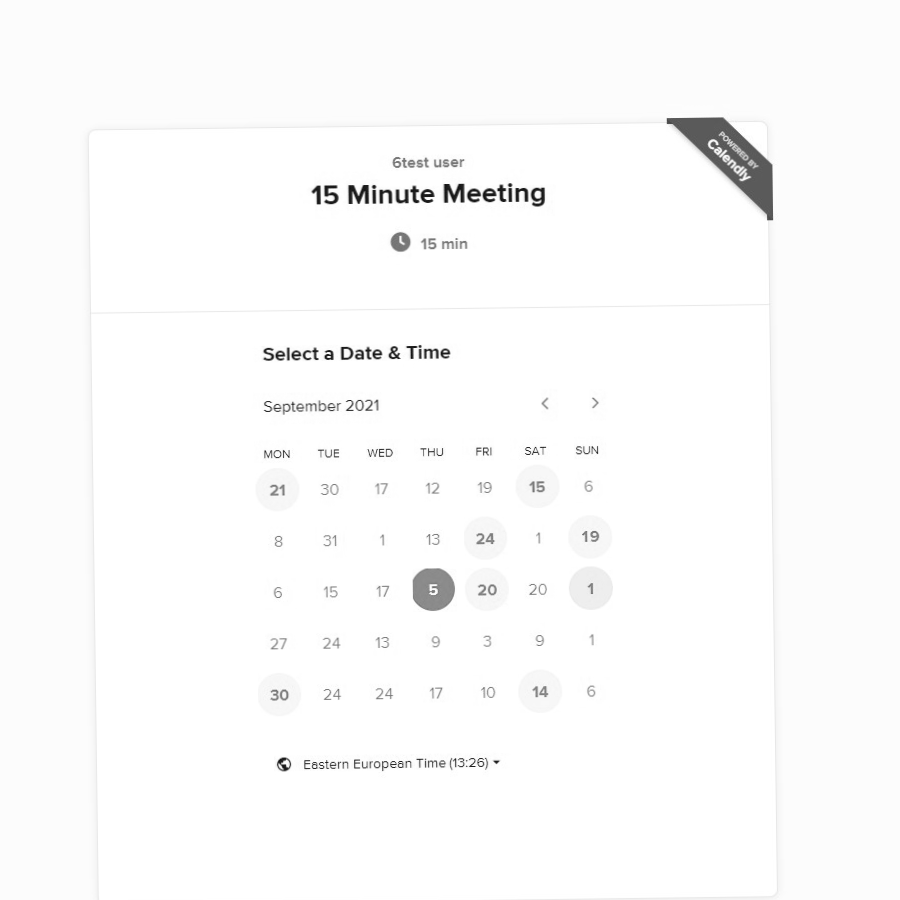 POWERED BY
Calendly
6test user
15 Minute Meeting
15 min
Select a Date & Time
September 2021
MON TUE WED THU FRI SAT SUN
21 30 17 12 19 15 6
8 31 1 13 24 1 19
6 15 17 5 20 20 1
27 24 13 9 3 9 1
30 24 24 17 10 14 6
Eastern European Time (13:26)